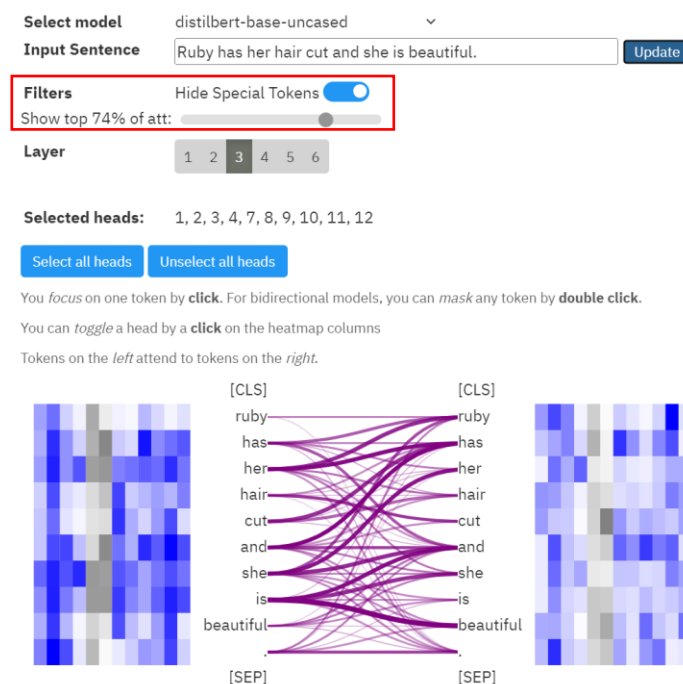 Select model distilbert-base-uncased
Input Sentence Ruby has her hair cut and she is beautiful. Update
Filters Hide Special Tokens
Show top 74% of att:
Layer 1 2 3 4 5 6
Selected heads: 1, 2, 3, 4, 7, 8, 9, 10, 11, 12
Select all heads Unselect all heads
You focus on one token by click. For bidirectional models, you can mask any token by double click.
You can toggle a head by a click on the heatmap columns
Tokens on the left attend to tokens on the right.
[CLS] [CLS]
ruby ruby
has has
her her
hair hair
cut cut
and and
she she
is is
beautiful beautiful
. .
[SEP] [SEP]